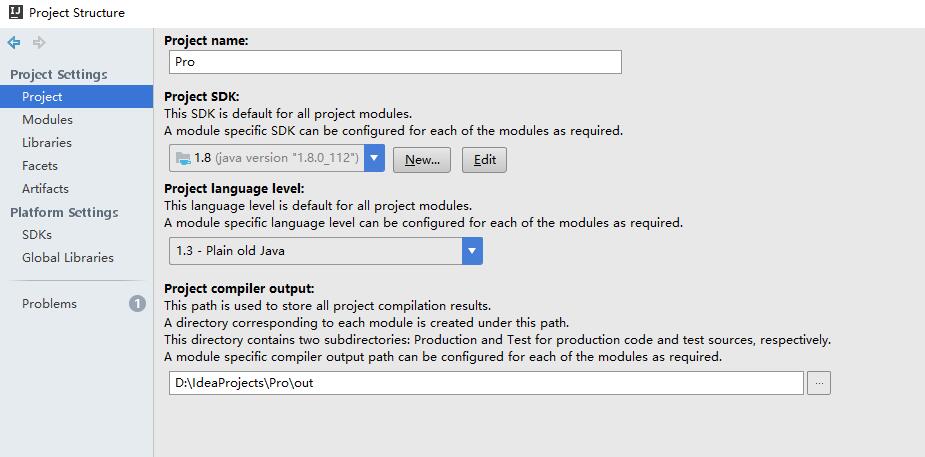 IJ Project Structure
Project Settings
Project
Modules
Libraries
Facets
Artifacts
Platform Settings
SDKs
Global Libraries
Problems 1
Project name:
Pro
Project SDK:
This SDK is default for all project modules.
A module specific SDK can be configured for each of the modules as required.
1.8 (java version "1.8.0_112") New... Edit
Project language level:
This language level is default for all project modules.
A module specific language level can be configured for each of the modules as required.
1.3 - Plain old Java
Project compiler output:
This path is used to store all project compilation results.
A directory corresponding to each module is created under this path.
This directory contains two subdirectories: Production and Test for production code and test sources, respectively.
A module specific compiler output path can be configured for each of the modules as required.
D:\IdeaProjects\Pro\out ...